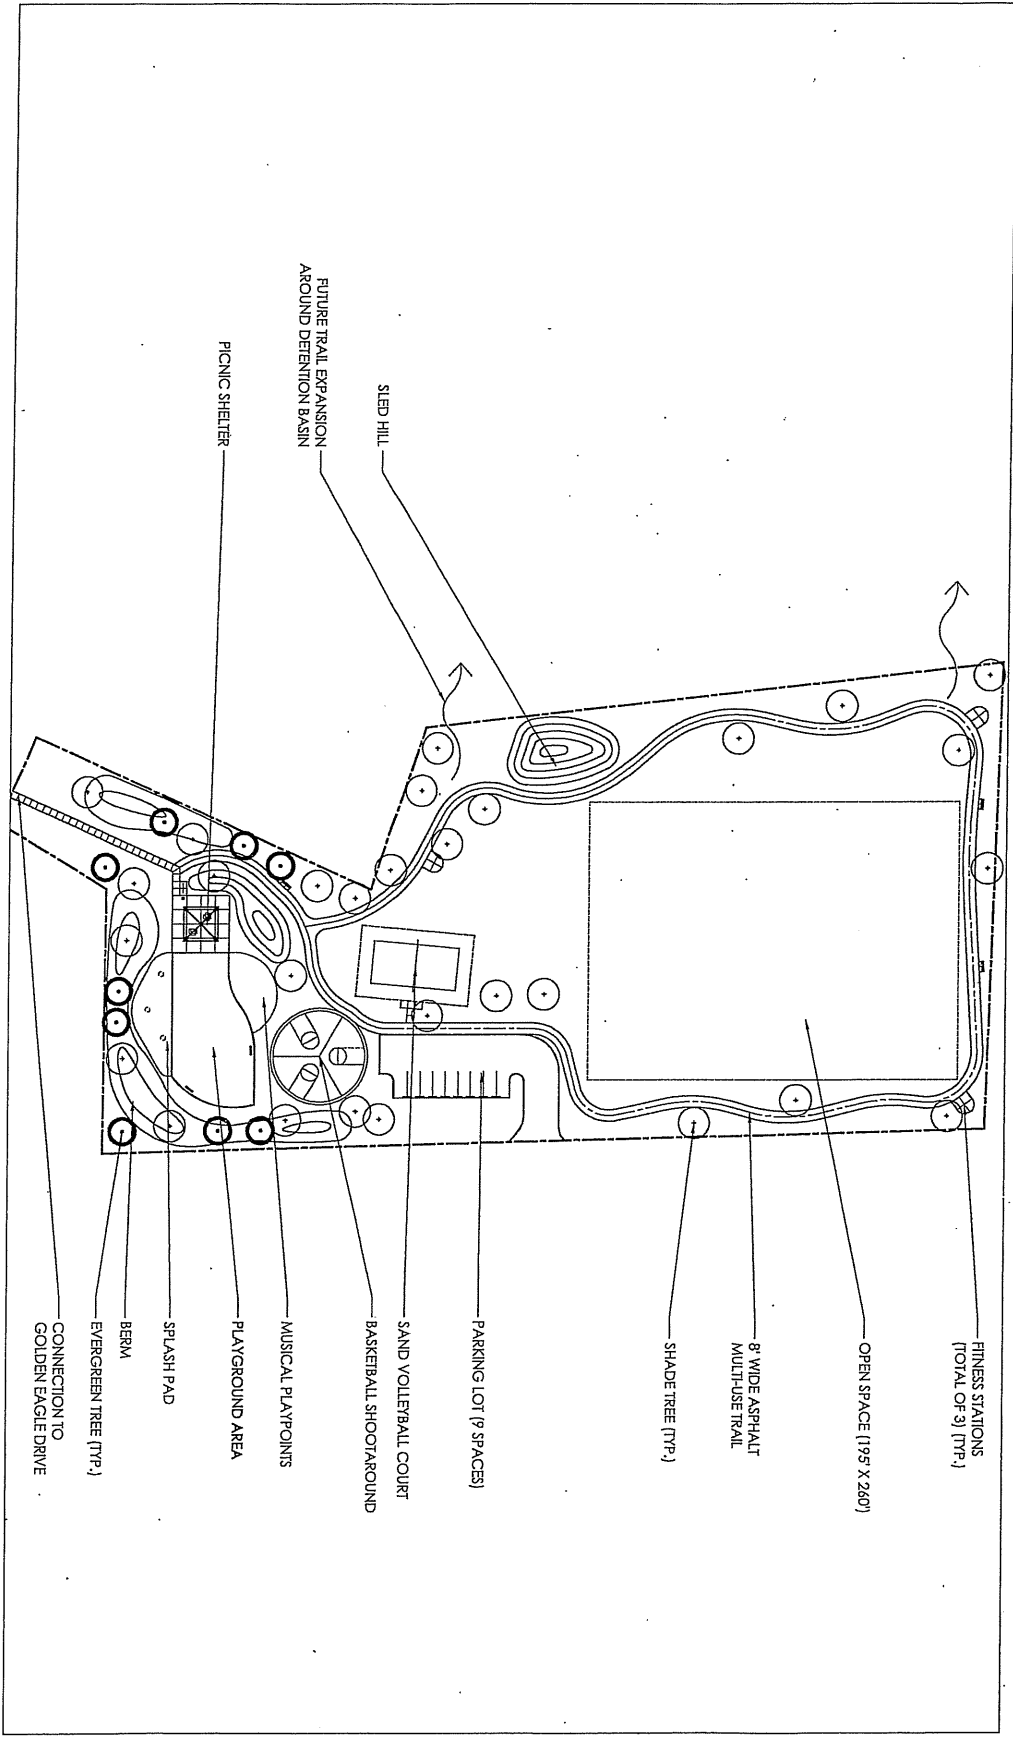 FUTURE TRAIL EXPANSION
AROUND DETENTION BASIN
SLED HILL
PICNIC SHELTER
FITNESS STATIONS
(TOTAL OF 3) (TYP.)
OPEN SPACE (195' X 260')
8' WIDE ASPHALT
MULTI-USE TRAIL
SHADE TREE (TYP.)
PARKING LOT (9 SPACES)
SAND VOLLEYBALL COURT
BASKETBALL SHOOTAROUND
MUSICAL PLAYPOINTS
PLAYGROUND AREA
SPLASH PAD
BERM
EVERGREEN TREE (TYP.)
CONNECTION TO
GOLDEN EAGLE DRIVE